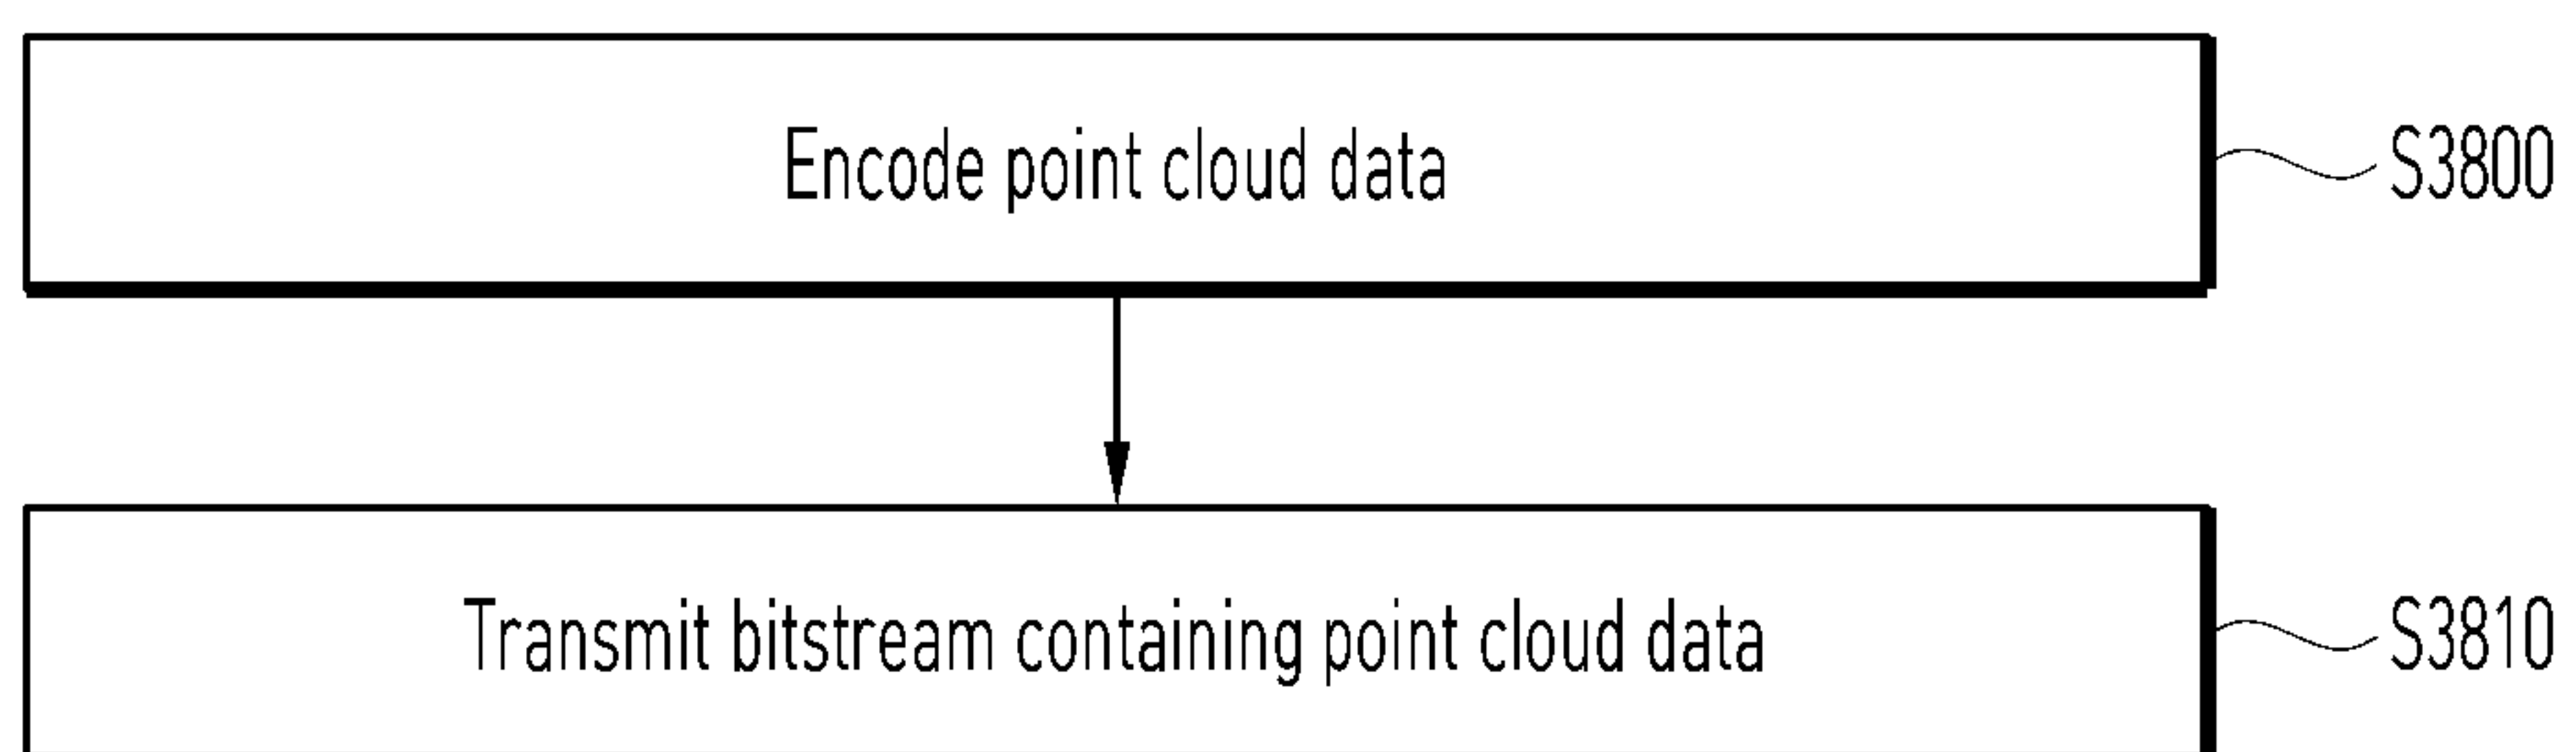 Encode point cloud data S3800
Transmit bitstream containing point cloud data S3810